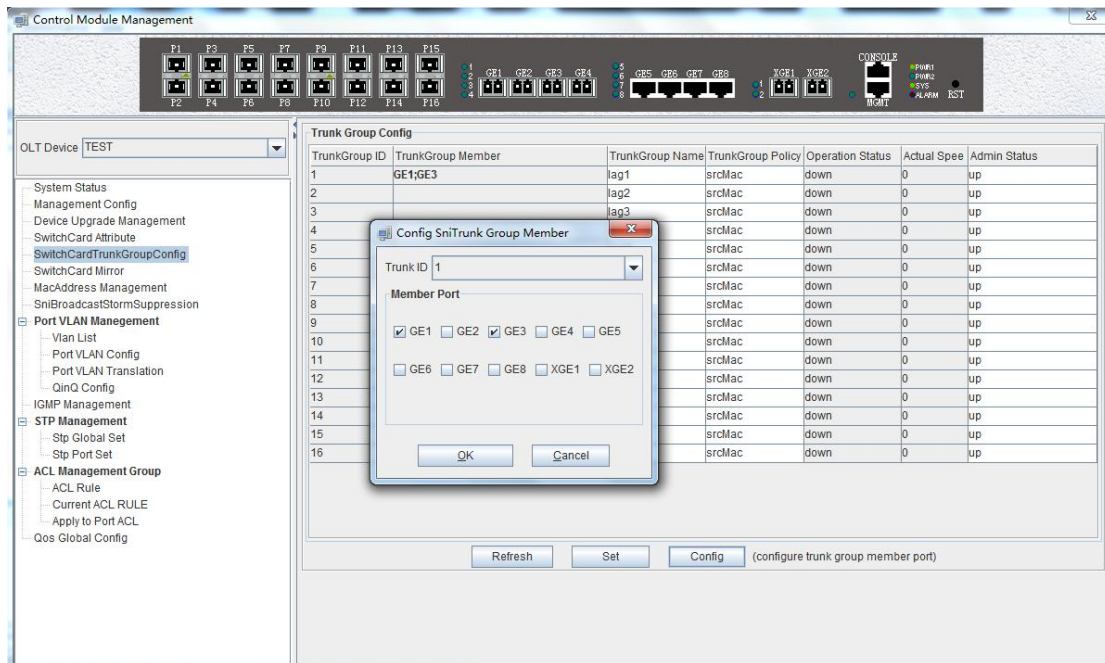 Control Module Management
P1 P3 P5 P7 P9 P11 P13 P15
P2 P4 P6 P8 P10 P12 P14 P16
1
2
3
4
GE1 GE2 GE3 GE4
5
6
7
8
GE5 GE6 GE7 GE8
1
2
XGE1 XGE2
CONSOLE
MGMT
PWR1
PWR2
SYS
ALARM
RST
OLT Device TEST
System Status
Management Config
Device Upgrade Management
SwitchCard Attribute
SwitchCardTrunkGroupConfig
SwitchCard Mirror
MacAddress Management
SniBroadcastStormSuppression
Port VLAN Manegement
Vlan List
Port VLAN Config
Port VLAN Translation
QinQ Config
IGMP Management
STP Management
Stp Global Set
Stp Port Set
ACL Management Group
ACL Rule
Current ACL RULE
Apply to Port ACL
Qos Global Config
Trunk Group Config
TrunkGroup ID TrunkGroup Member TrunkGroup Name TrunkGroup Policy Operation Status Actual Spee Admin Status
1 GE1;GE3 lag1 srcMac down 0 up
2 lag2 srcMac down 0 up
3 lag3 srcMac down 0 up
4 srcMac down 0 up
5 srcMac down 0 up
6 srcMac down 0 up
7 srcMac down 0 up
8 srcMac down 0 up
9 srcMac down 0 up
10 srcMac down 0 up
11 srcMac down 0 up
12 srcMac down 0 up
13 srcMac down 0 up
14 srcMac down 0 up
15 srcMac down 0 up
16 srcMac down 0 up
Config SniTrunk Group Member
Trunk ID 1
Member Port
GE1 GE2 GE3 GE4 GE5
GE6 GE7 GE8 XGE1 XGE2
OK Cancel
Refresh Set Config (configure trunk group member port)